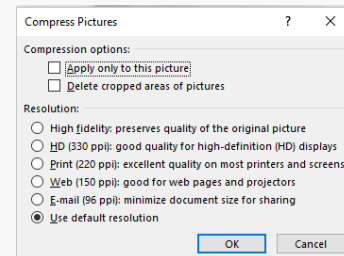 Compress Pictures ? ×
Compression options:
Apply only to this picture
Delete cropped areas of pictures
Resolution:
High fidelity: preserves quality of the original picture
HD (330 ppi): good quality for high-definition (HD) displays
Print (220 ppi): excellent quality on most printers and screens
Web (150 ppi): good for web pages and projectors
E-mail (96 ppi): minimize document size for sharing
Use default resolution
OK Cancel